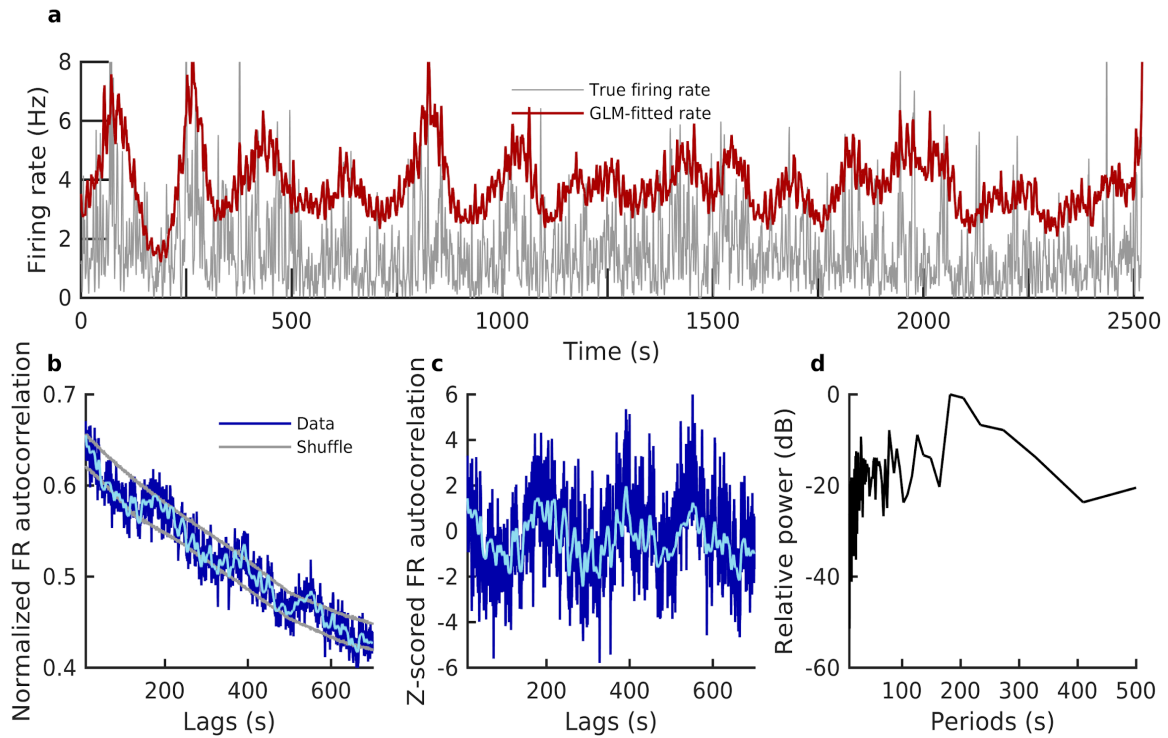 a
Firing rate (Hz)
8
6
4
2
0
True firing rate
GLM-fitted rate
0 500 1000 1500 2000 2500
Time (s)
b
Normalized FR autocorrelation
0.7
0.6
0.5
0.4
Data
Shuffle
200 400 600
Lags (s)
c
Z-scored FR autocorrelation
6
4
2
0
-2
-4
-6
200 400 600
Lags (s)
d
Relative power (dB)
0
-20
-40
-60
100 200 300 400 500
Periods (s)